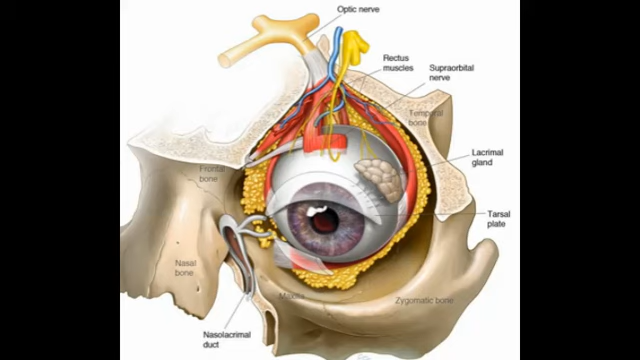 Optic nerve
Rectus
muscles
Supraorbital
nerve
Temporal
bone
Lacrimal
gland
Frontal
bone
Tarsal
plate
Nasal
bone
Maxilla
Zygomatic bone
Nasolacrimal
duct